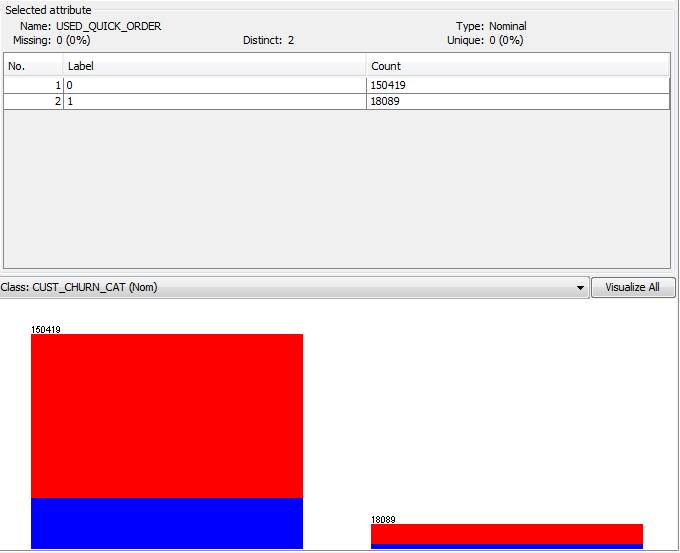 Selected attribute
Name: USED_QUICK_ORDER Type: Nominal
Missing: 0 (0%) Distinct: 2 Unique: 0 (0%)
No. Label Count
1 0 150419
2 1 18089
Class: CUST_CHURN_CAT (Nom) Visualize All
150419
18089